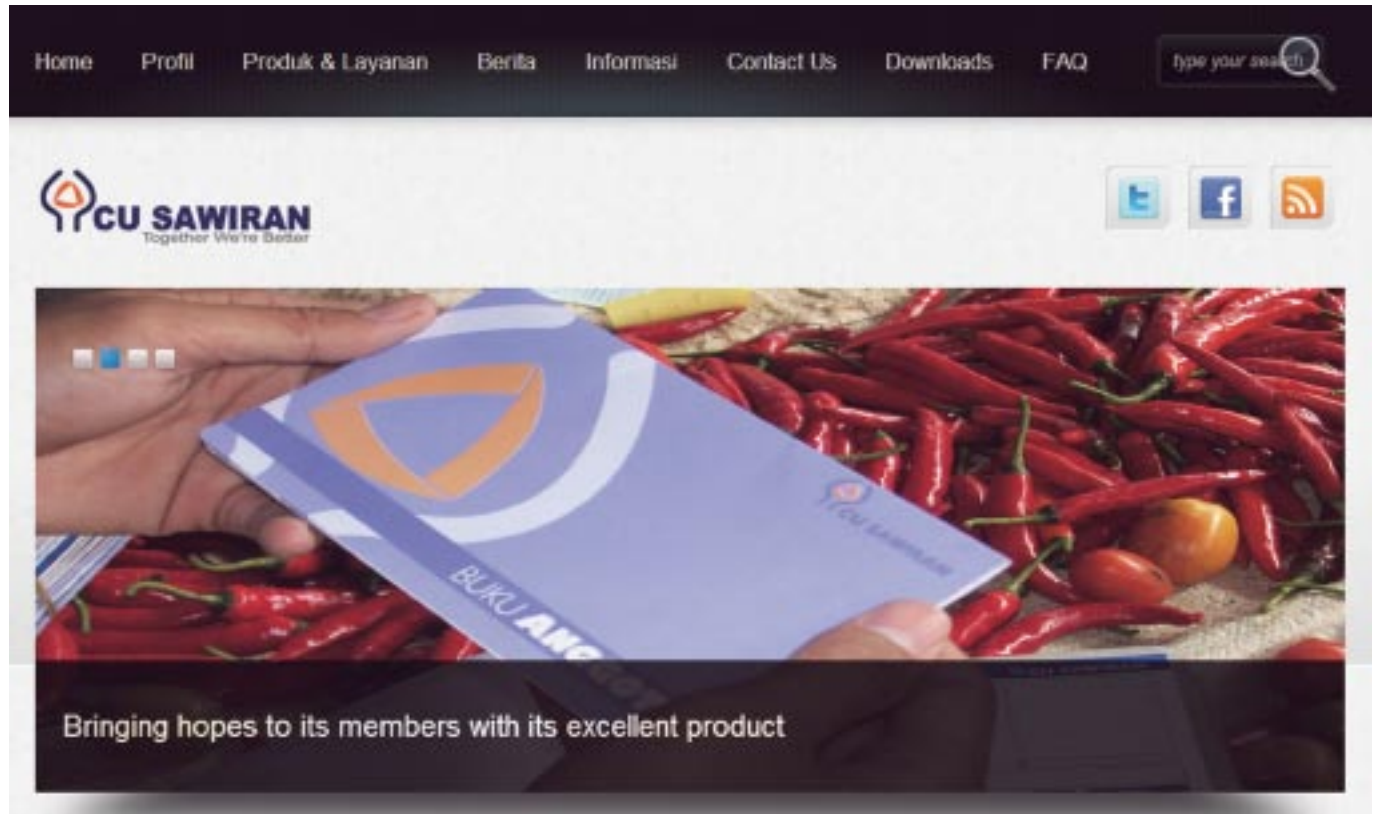 Home Profil Produk & Layanan Berita Informasi Contact Us Downloads FAQ type your search
CU SAWIRAN
Together We're Better
CU SAWIRAN
BUKU ANGGOT
Bringing hopes to its members with its excellent product